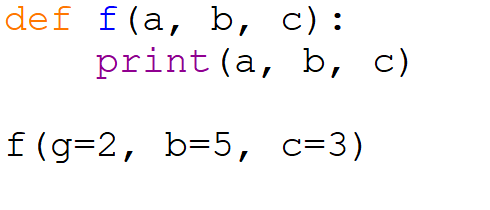 def f(a, b, c):
    print(a, b, c)
f(g=2, b=5, c=3)